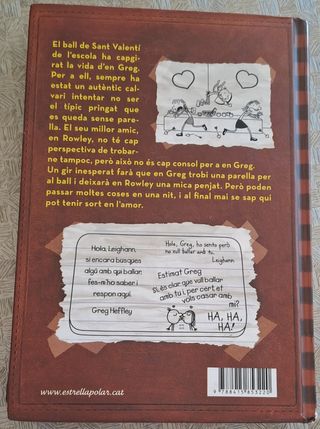 El ball de Sant Valentí
de l'escola ha capgi-
rat la vida d'en Greg.
Per a ell, sempre ha
estat un autèntic cal-
vari intentar no ser
el típic pringat que
es queda sense pare-
lla. El seu millor amic,
en Rowley, no té cap
perspectiva de trobar-
ne tampoc, però això no és cap consol per a en Greg.
Un gir inesperat farà que en Greg trobi una parella per
al ball i deixarà en Rowley una mica penjat. Però poden
passar moltes coses en una nit, i al final mai se sap qui
pot tenir sort en l'amor.
Hola, Leighann,
si encara busques
algú amb qui ballar,
fes-m'ho saber i
respon aquí.
Greg Heffley
Hola, Greg, ho sento però
no vull ballar amb tu.
Leighann
Estimat Greg
Sí, és clar que vull ballar
amb tu i, per cert, et
vols casar amb
mi?
HA, HA,
HA!
www.estrellapolar.cat
9 788415 853220